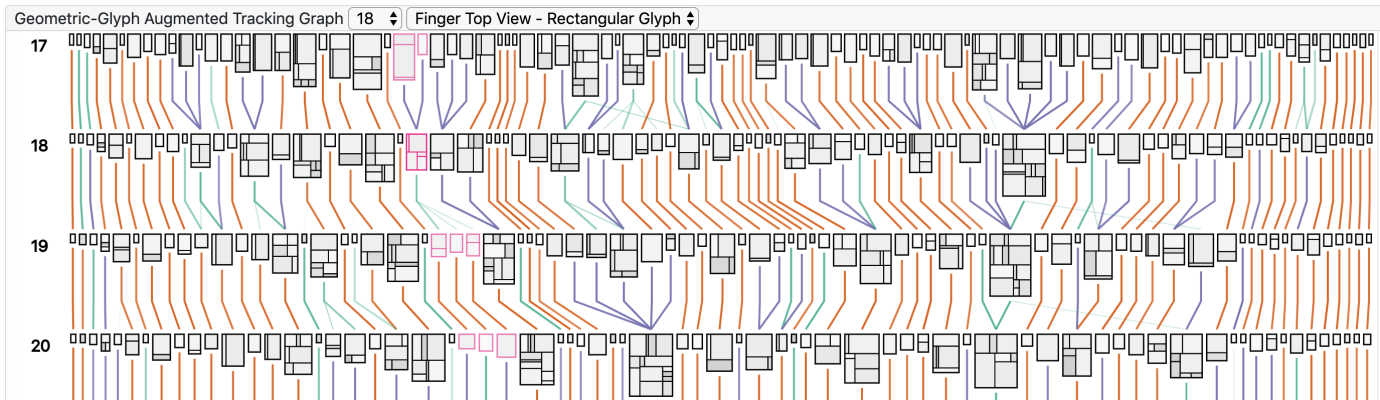 Geometric-Glyph Augmented Tracking Graph 18 Finger Top View - Rectangular Glyph
17
18
19
20